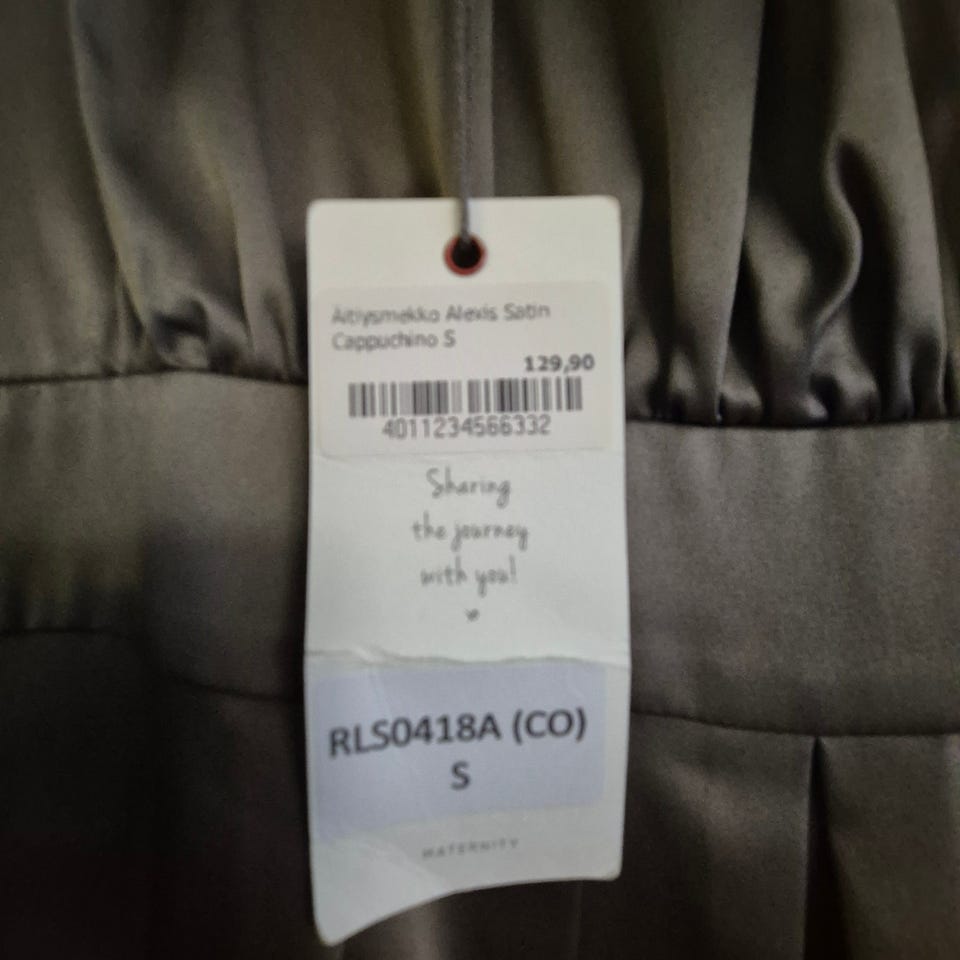 Äitiysmekko Alexis Satin
Cappuchino S
129,90
4011234566332
Sharing
the journey
with you!
RLS0418A (CO)
S
MATERNITY